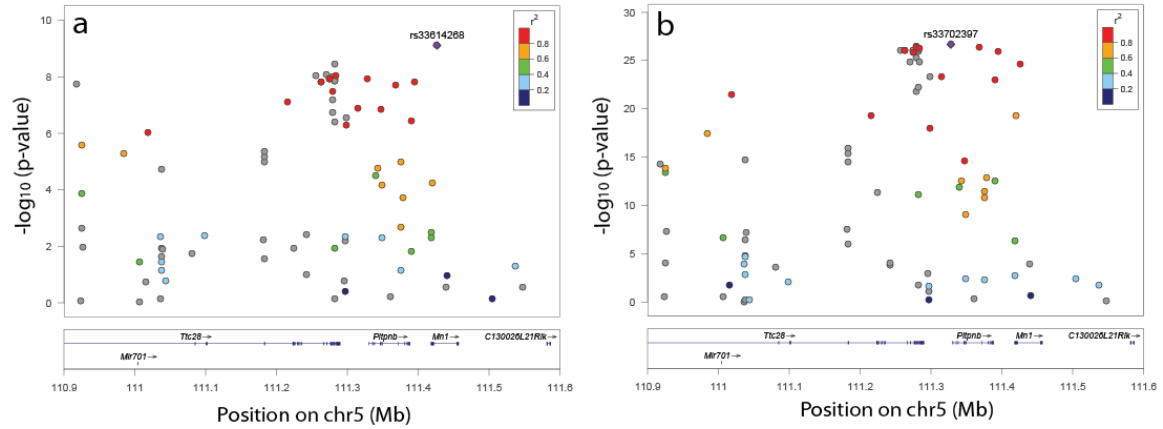 a
rs33614268
r²
0.8
0.6
0.4
0.2
10
8
6
4
2
0
-log₁₀ (p-value)
Ttc28→
Pitpnb→
Mn1→
C130026L21Rik→
Mir701→
110.9 111 111.1 111.2 111.3 111.4 111.5 111.6
Position on chr5 (Mb)
b
rs33702397
r²
0.8
0.6
0.4
0.2
30
25
20
15
10
5
0
-log₁₀ (p-value)
Ttc28→
Pitpnb→
Mn1→
C130026L21Rik→
Mir701→
110.9 111 111.1 111.2 111.3 111.4 111.5 111.6
Position on chr5 (Mb)